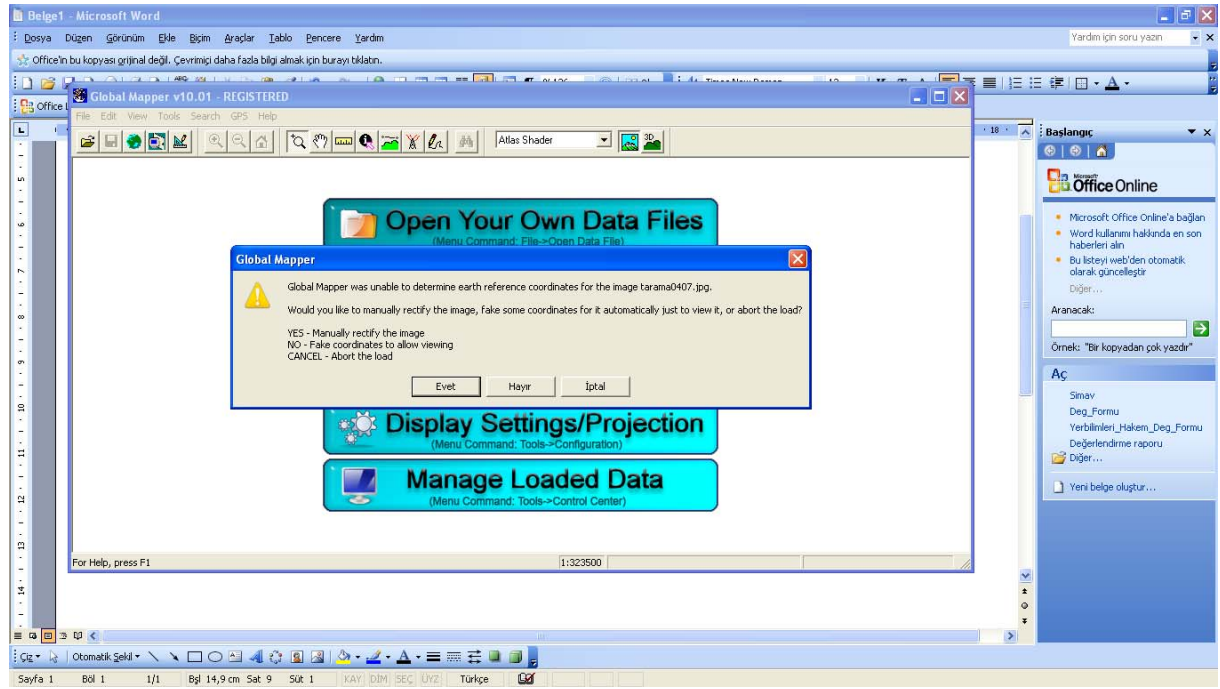 Belge1 - Microsoft Word
Dosya Düzen Görünüm Ekle Biçim Araçlar Tablo Pencere Yardım
Yardım için soru yazın
Office'in bu kopyası orijinal değil. Çevrimiçi daha fazla bilgi almak için burayı tıklatın.
Global Mapper v10.01 - REGISTERED
File Edit View Tools Search GPS Help
Atlas Shader
3D
Open Your Own Data Files
(Menu Command: File->Open Data File)
Global Mapper
Global Mapper was unable to determine earth reference coordinates for the image tarama0407.jpg.
Would you like to manually rectify the image, fake some coordinates for it automatically just to view it, or abort the load?
YES - Manually rectify the image
NO - Fake coordinates to allow viewing
CANCEL - Abort the load
Evet Hayır İptal
Display Settings/Projection
(Menu Command: Tools->Configuration)
Manage Loaded Data
(Menu Command: Tools->Control Center)
For Help, press F1
1:323500
Başlangıç
Microsoft
Office Online
Microsoft Office Online'a bağlan
Word kullanımı hakkında en son
haberleri alın
Bu listeyi web'den otomatik
olarak güncelleştir
Diğer...
Aranacak:
Örnek: "Bir kopyadan çok yazdır"
Aç
Sınav
Deg_Formu
Yerbilimleri_Hakem_Deg_Formu
Değerlendirme raporu
Diğer...
Yeni belge oluştur...
Çiz Otomatik Şekil
Sayfa 1 Böl 1 1/1 Bşl 14,9 cm Sat 9 Süt 1 KAY DİM SEÇ ÜYZ Türkçe